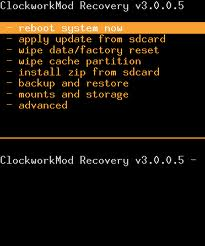 ClockworkMod Recovery v3.0.0.5
- reboot system now
- apply update from sdcard
- wipe data/factory reset
- wipe cache partition
- install zip from sdcard
- backup and restore
- mounts and storage
- advanced
ClockworkMod Recovery v3.0.0.5 -